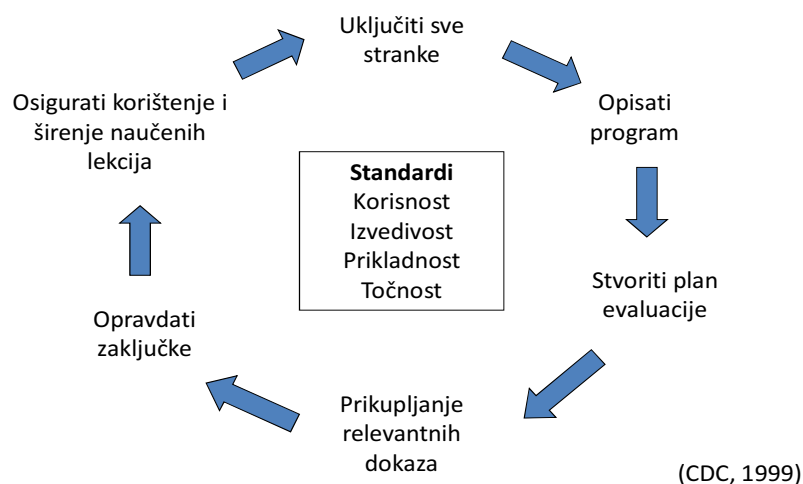 Uključiti sve
stranke
Opisati
program
Stvoriti plan
evaluacije
Prikupljanje
relevantnih
dokaza
Opravdati
zaključke
Osigurati korištenje i
širenje naučenih
lekcija
Standardi
Korisnost
Izvedivost
Prikladnost
Točnost
(CDC, 1999)